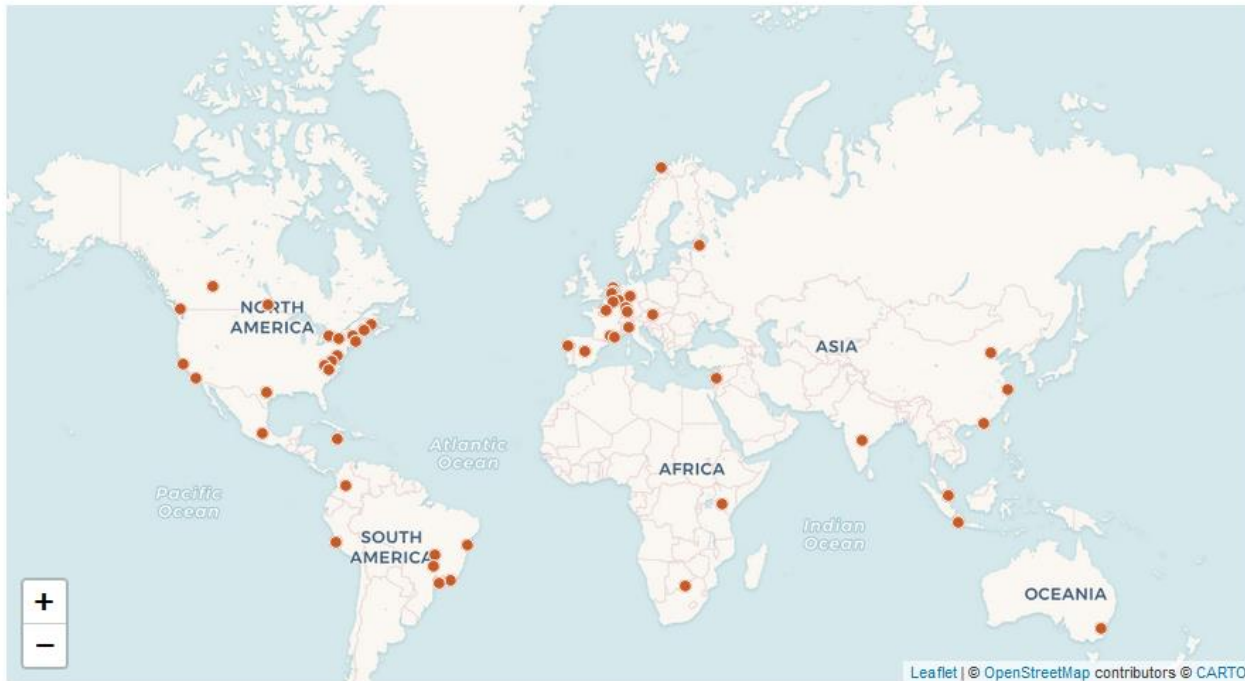 NORTH
AMERICA
ASIA
Atlantic
Ocean
AFRICA
Pacific
Ocean
Indian
Ocean
SOUTH
AMERICA
OCEANIA
+
−
Leaflet | © OpenStreetMap contributors © CARTO